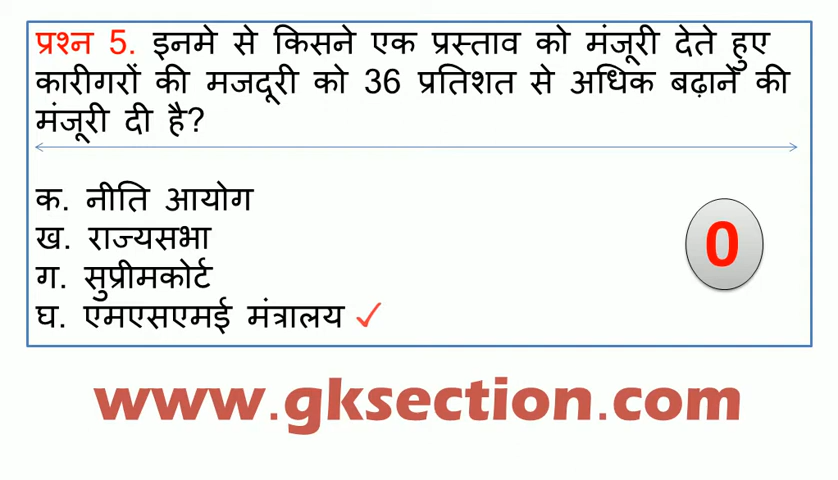 प्रश्न 5. इनमे से किसने एक प्रस्ताव को मंजूरी देते हुए
कारीगरों की मजदूरी को 36 प्रतिशत से अधिक बढ़ाने की
मंजूरी दी है?
क. नीति आयोग
ख. राज्यसभा
ग. सुप्रीमकोर्ट
घ. एमएसएमई मंत्रालय ✓
0
www.gksection.com